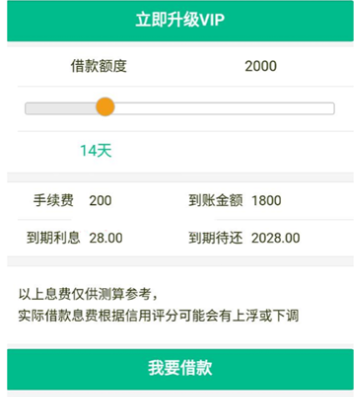 立即升级VIP
借款额度 2000
14天
手续费 200 到账金额 1800
到期利息 28.00 到期待还 2028.00
以上息费仅供测算参考，
实际借款息费根据信用评分可能会有上浮或下调
我要借款